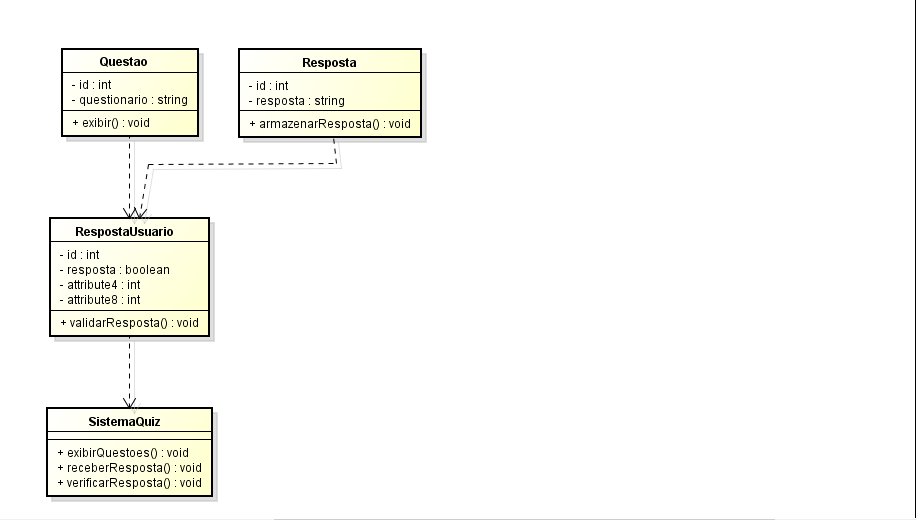 Questao
- id : int
- questionario : string
+ exibir() : void
Resposta
- id : int
- resposta : string
+ armazenarResposta() : void
RespostaUsuario
- id : int
- resposta : boolean
- attribute4 : int
- attribute8 : int
+ validarResposta() : void
SistemaQuiz
+ exibirQuestoes() : void
+ receberResposta() : void
+ verificarResposta() : void